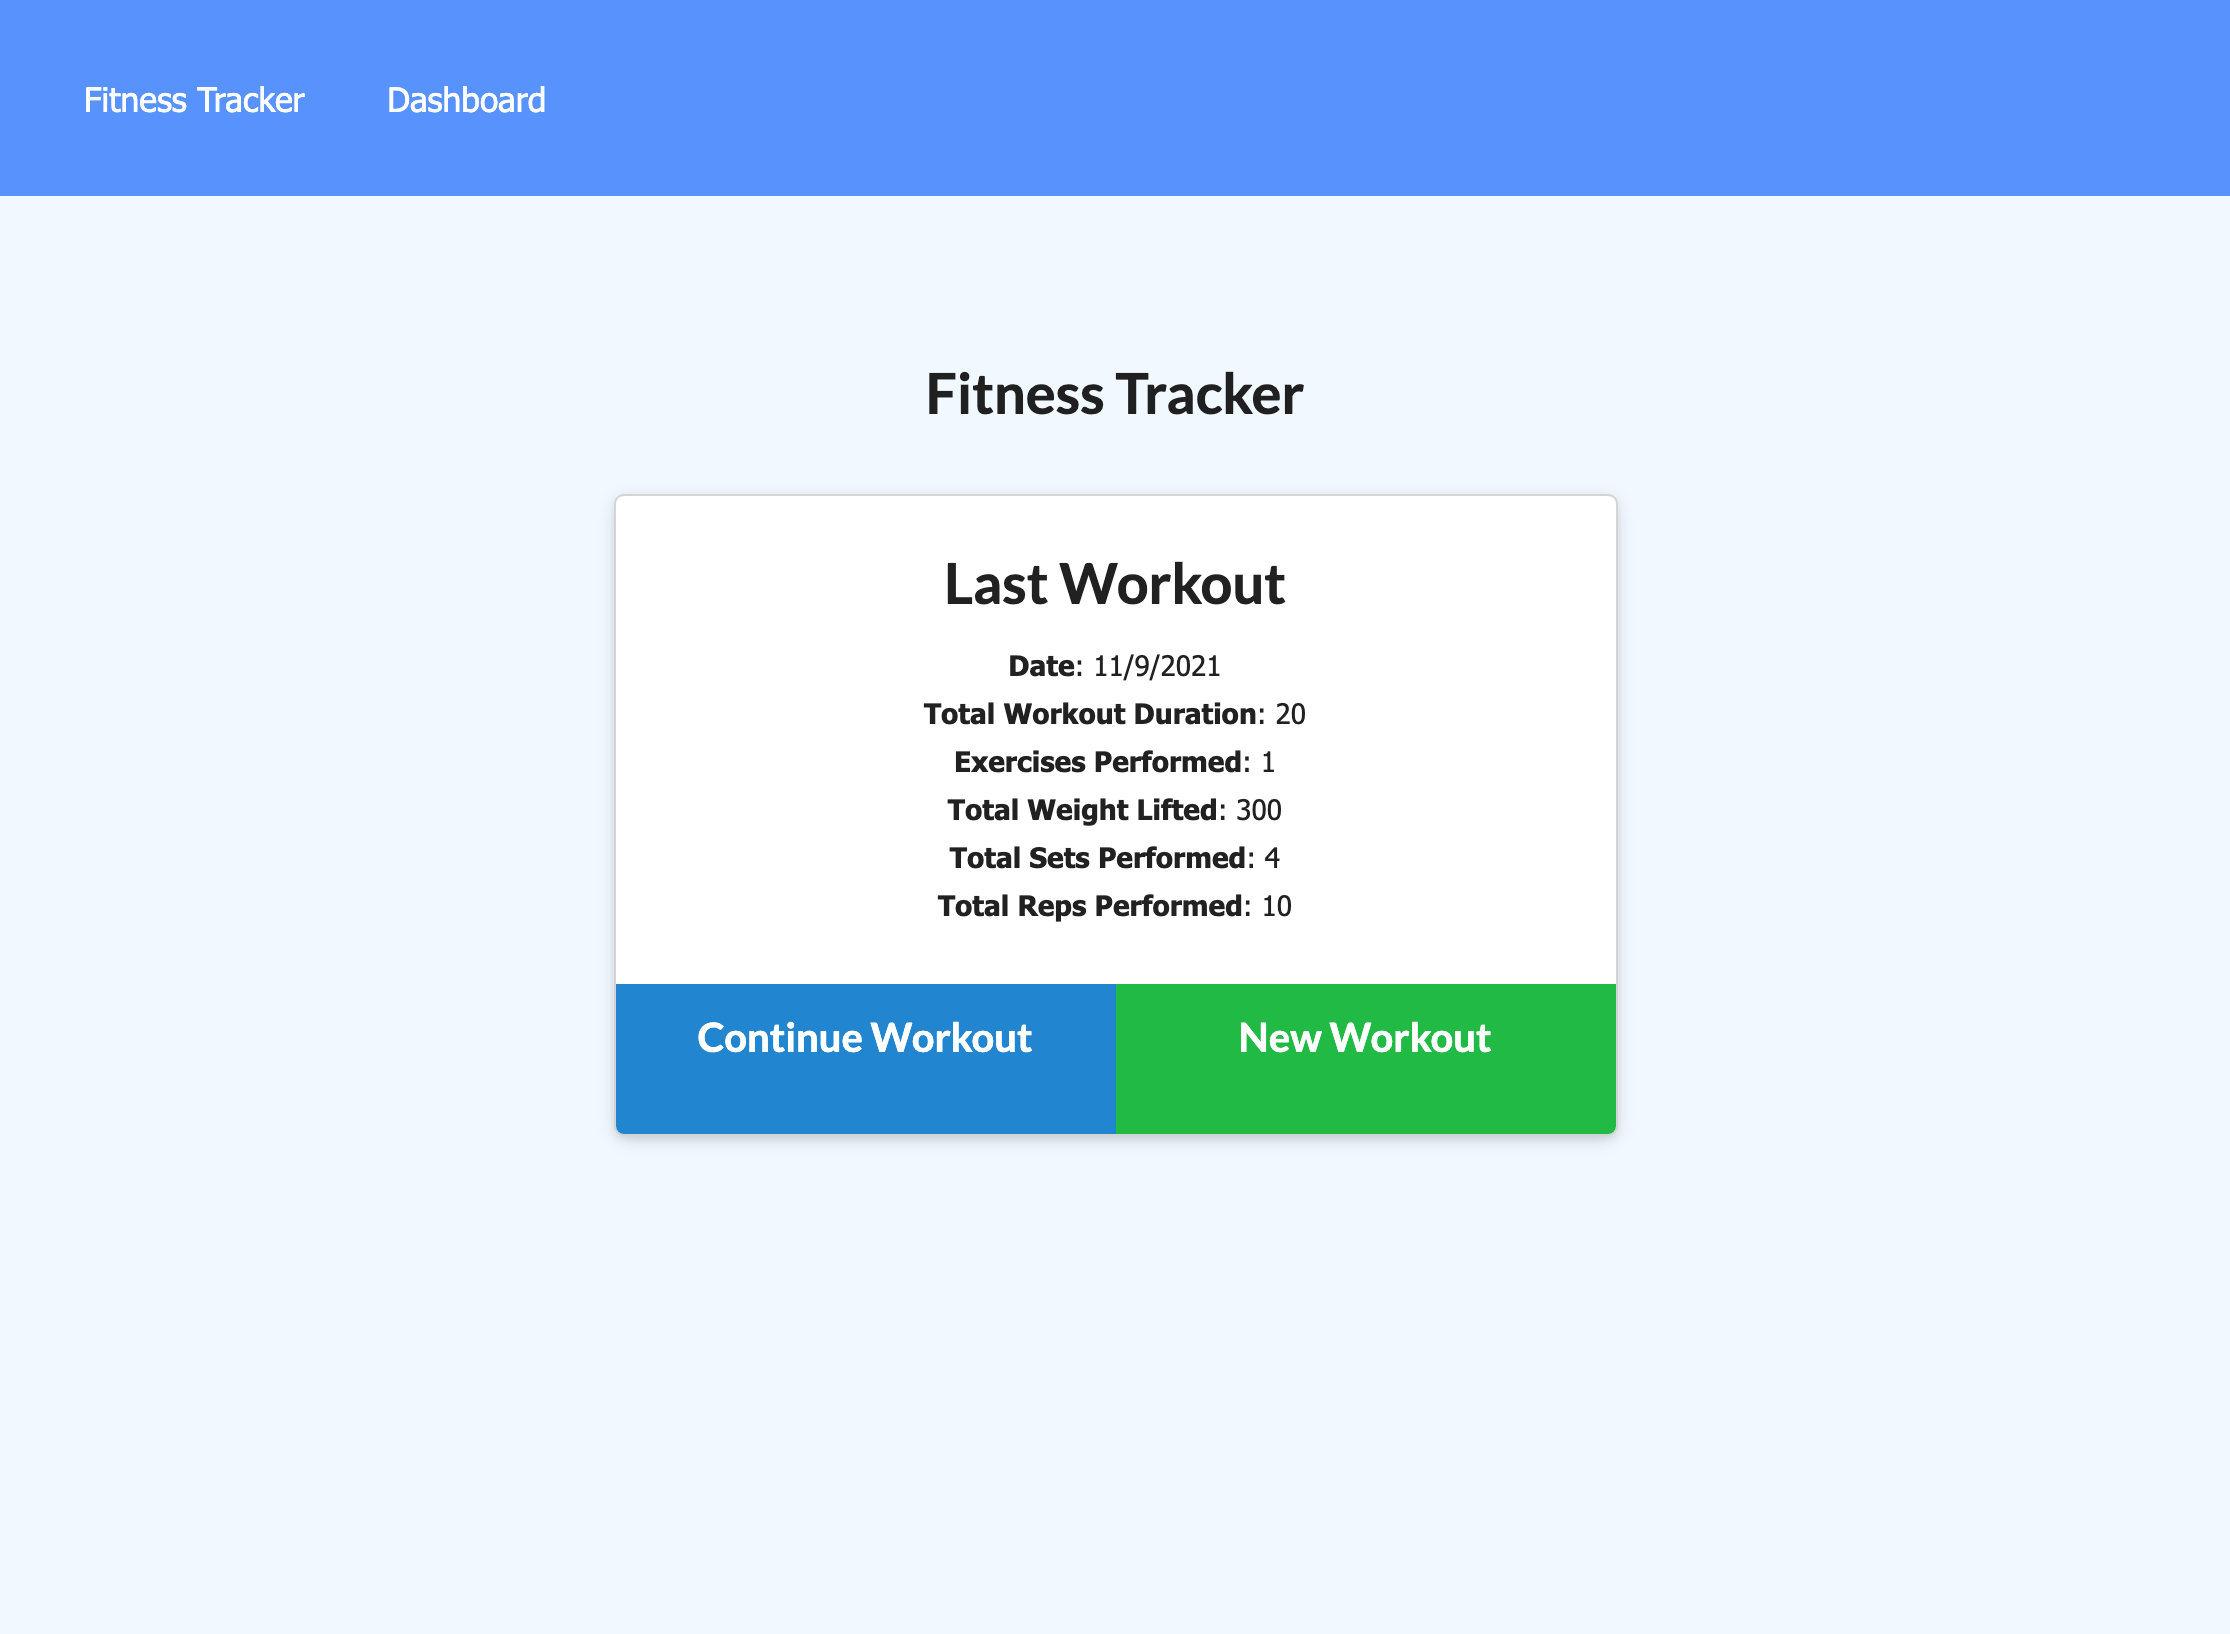 Fitness Tracker Dashboard
Fitness Tracker
Last Workout
Date: 11/9/2021
Total Workout Duration: 20
Exercises Performed: 1
Total Weight Lifted: 300
Total Sets Performed: 4
Total Reps Performed: 10
Continue Workout New Workout